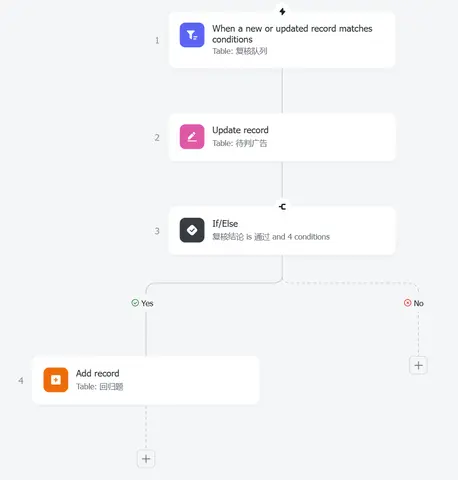 1
When a new or updated record matches
conditions
Table: 复核队列
2
Update record
Table: 待判广告
3
If/Else
复核结论 is 通过 and 4 conditions
Yes
No
4
Add record
Table: 回归题